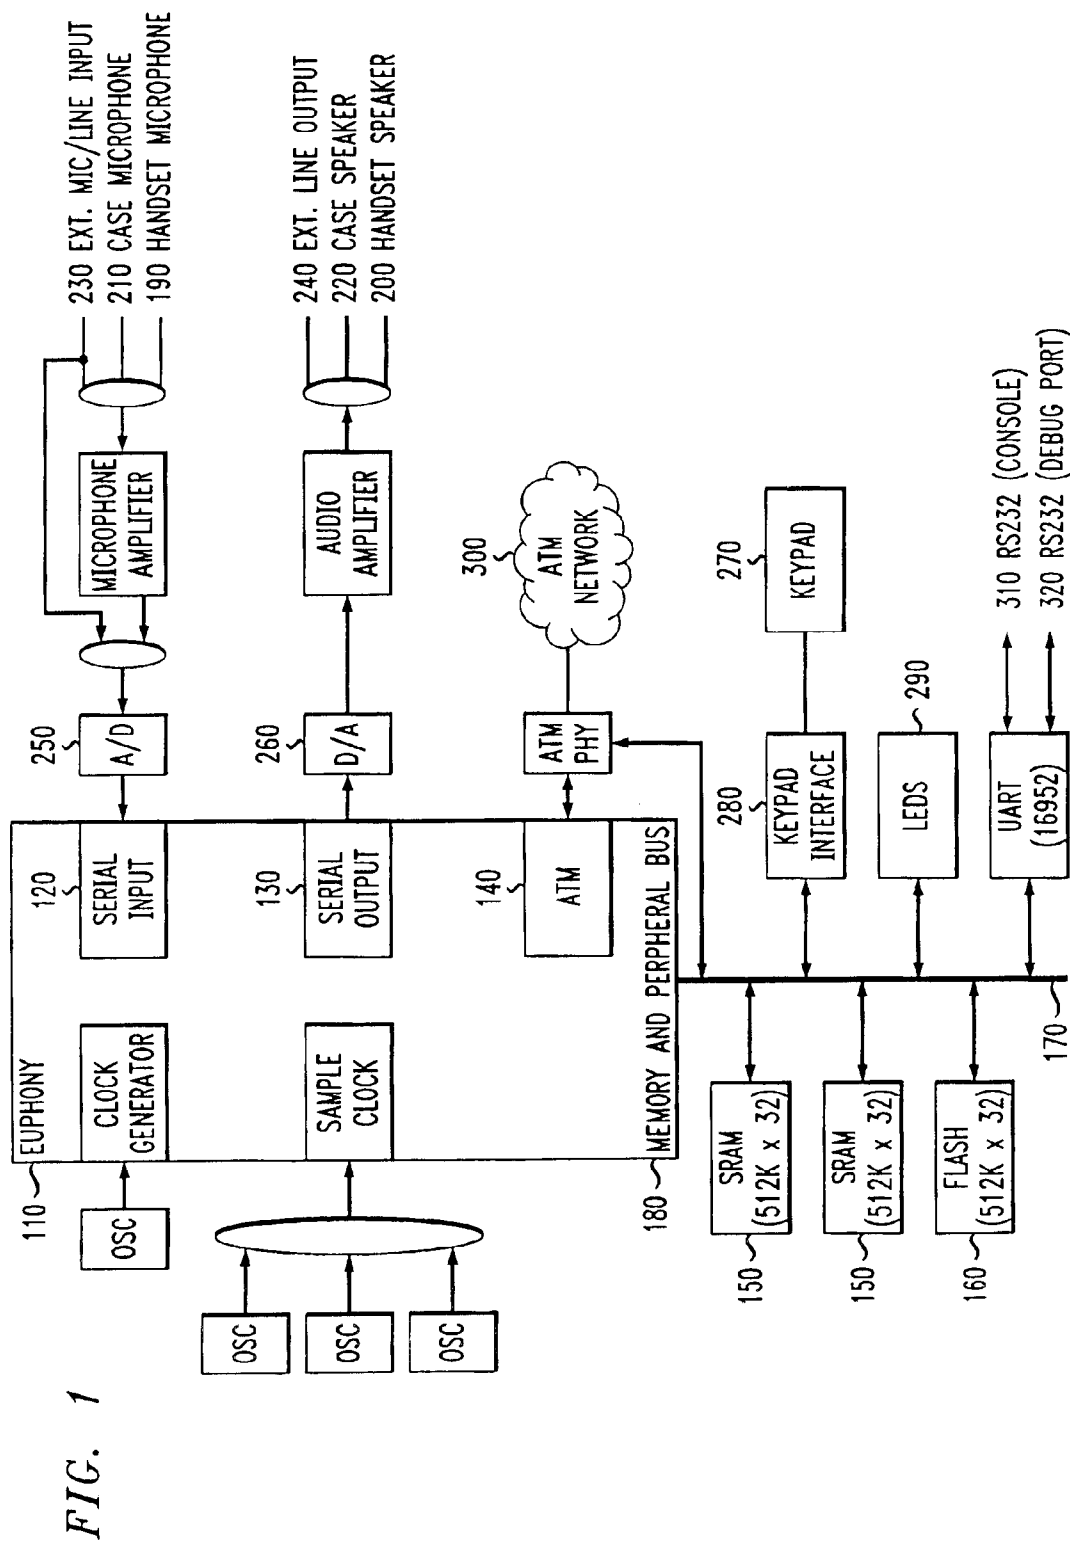 FIG. 1
110
EUPHONY
OSC
CLOCK
GENERATOR
120
SERIAL
INPUT
250
A/D
MICROPHONE
AMPLIFIER
230 EXT. MIC/LINE INPUT
210 CASE MICROPHONE
190 HANDSET MICROPHONE
OSC
OSC
OSC
SAMPLE
CLOCK
130
SERIAL
OUTPUT
260
D/A
AUDIO
AMPLIFIER
240 EXT. LINE OUTPUT
220 CASE SPEAKER
200 HANDSET SPEAKER
140
ATM
ATM
PHY
300
ATM
NETWORK
180
MEMORY AND PERPHERAL BUS
150
SRAM
(512K x 32)
150
SRAM
(512K x 32)
160
FLASH
(512K x 32)
170
280
KEYPAD
INTERFACE
270
KEYPAD
LEDS
290
UART
(16952)
310 RS232 (CONSOLE)
320 RS232 (DEBUG PORT)